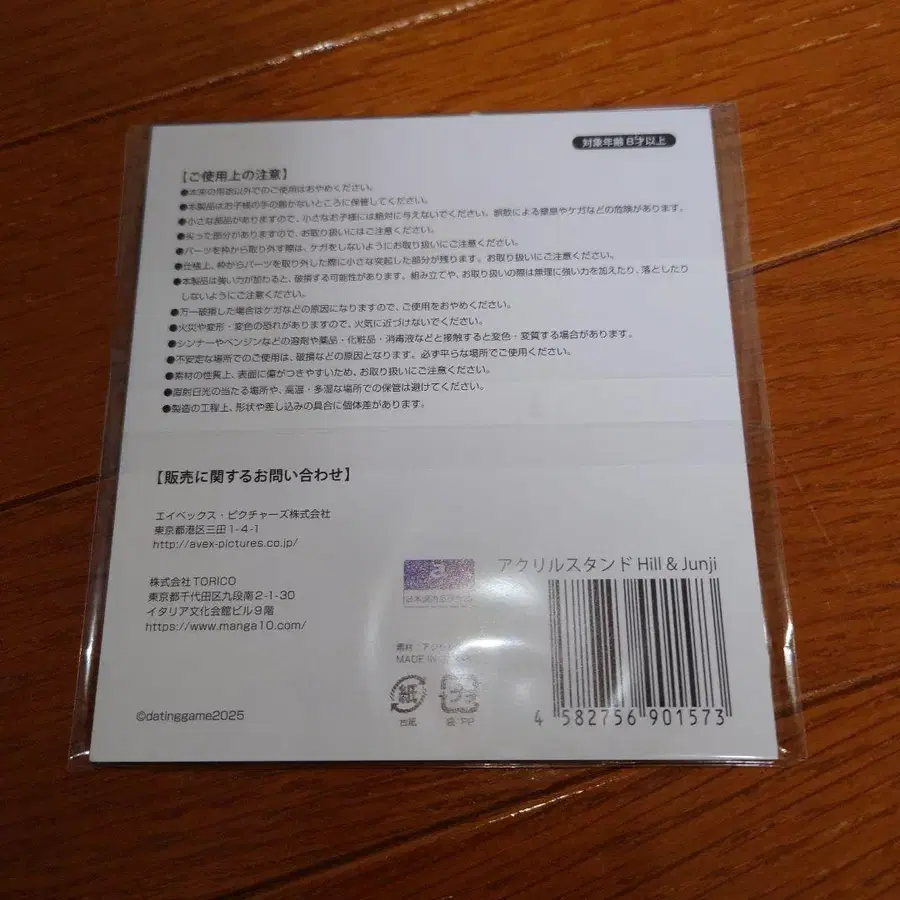 対象年齢 8才以上
【ご使用上の注意】
●本来の用途以外でのご使用はおやめください。
●本製品はお子様の手の届かないところに保管してください。
●小さな部品がありますので、小さなお子様には絶対に与えないでください。誤飲による窒息やケガなどの危険があります。
●尖った部分がありますので、お取り扱いにはご注意ください。
●パーツを枠から取り外す際は、ケガをしないようにお取り扱いにご注意ください。
●仕様上、枠からパーツを取り外した際に小さな突起した部分が残ります。お取り扱いにご注意ください。
●本製品は強い力が加わると、破損する可能性があります。組み立てや、お取り扱いの際は無理に強い力を加えたり、落としたり
しないようにご注意ください。
●万一破損した場合はケガなどの原因になりますので、ご使用をおやめください。
●火災や変形・変色の恐れがありますので、火気に近づけないでください。
●シンナーやベンジンなどの溶剤や薬品・化粧品・消毒液などと接触すると変色・変質する場合があります。
●不安定な場所でのご使用は、破損などの原因となります。必ず平らな場所でご使用ください。
●素材の性質上、表面に傷がつきやすいため、お取り扱いにご注意ください。
●直射日光の当たる場所や、高温・多湿な場所での保管は避けてください。
●製造の工程上、形状や差し込みの具合に個体差があります。
【販売に関するお問い合わせ】
エイベックス・ピクチャーズ株式会社
東京都港区三田1-4-1
http://avex-pictures.co.jp/
株式会社TORICO
東京都千代田区九段南2-1-30
イタリア文化会館ビル9階
https://www.manga10.com/
©datinggame2025
a
アクリルスタンド Hill & Junji
素材:
MADE IN
紙
台紙
プラ
袋:PP
4 582756 901573